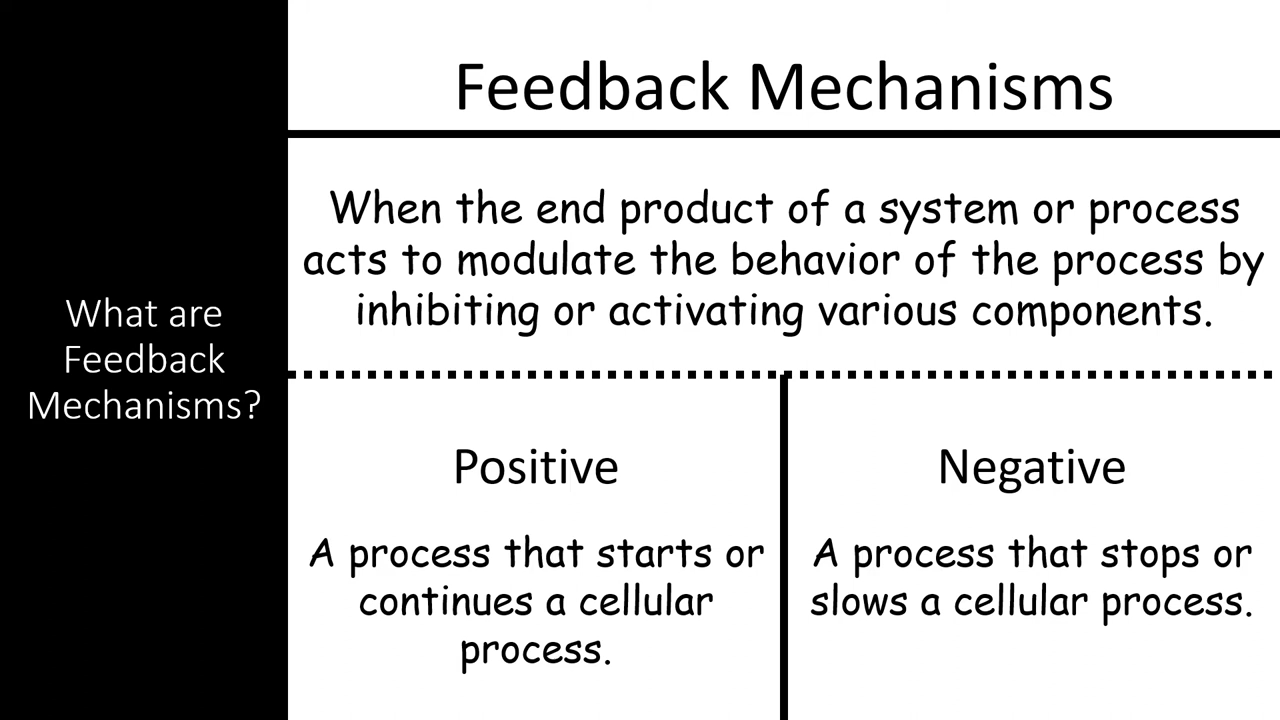 What are
Feedback
Mechanisms?
Feedback Mechanisms
When the end product of a system or process
acts to modulate the behavior of the process by
inhibiting or activating various components.
Positive
A process that starts or
continues a cellular
process.
Negative
A process that stops or
slows a cellular process.